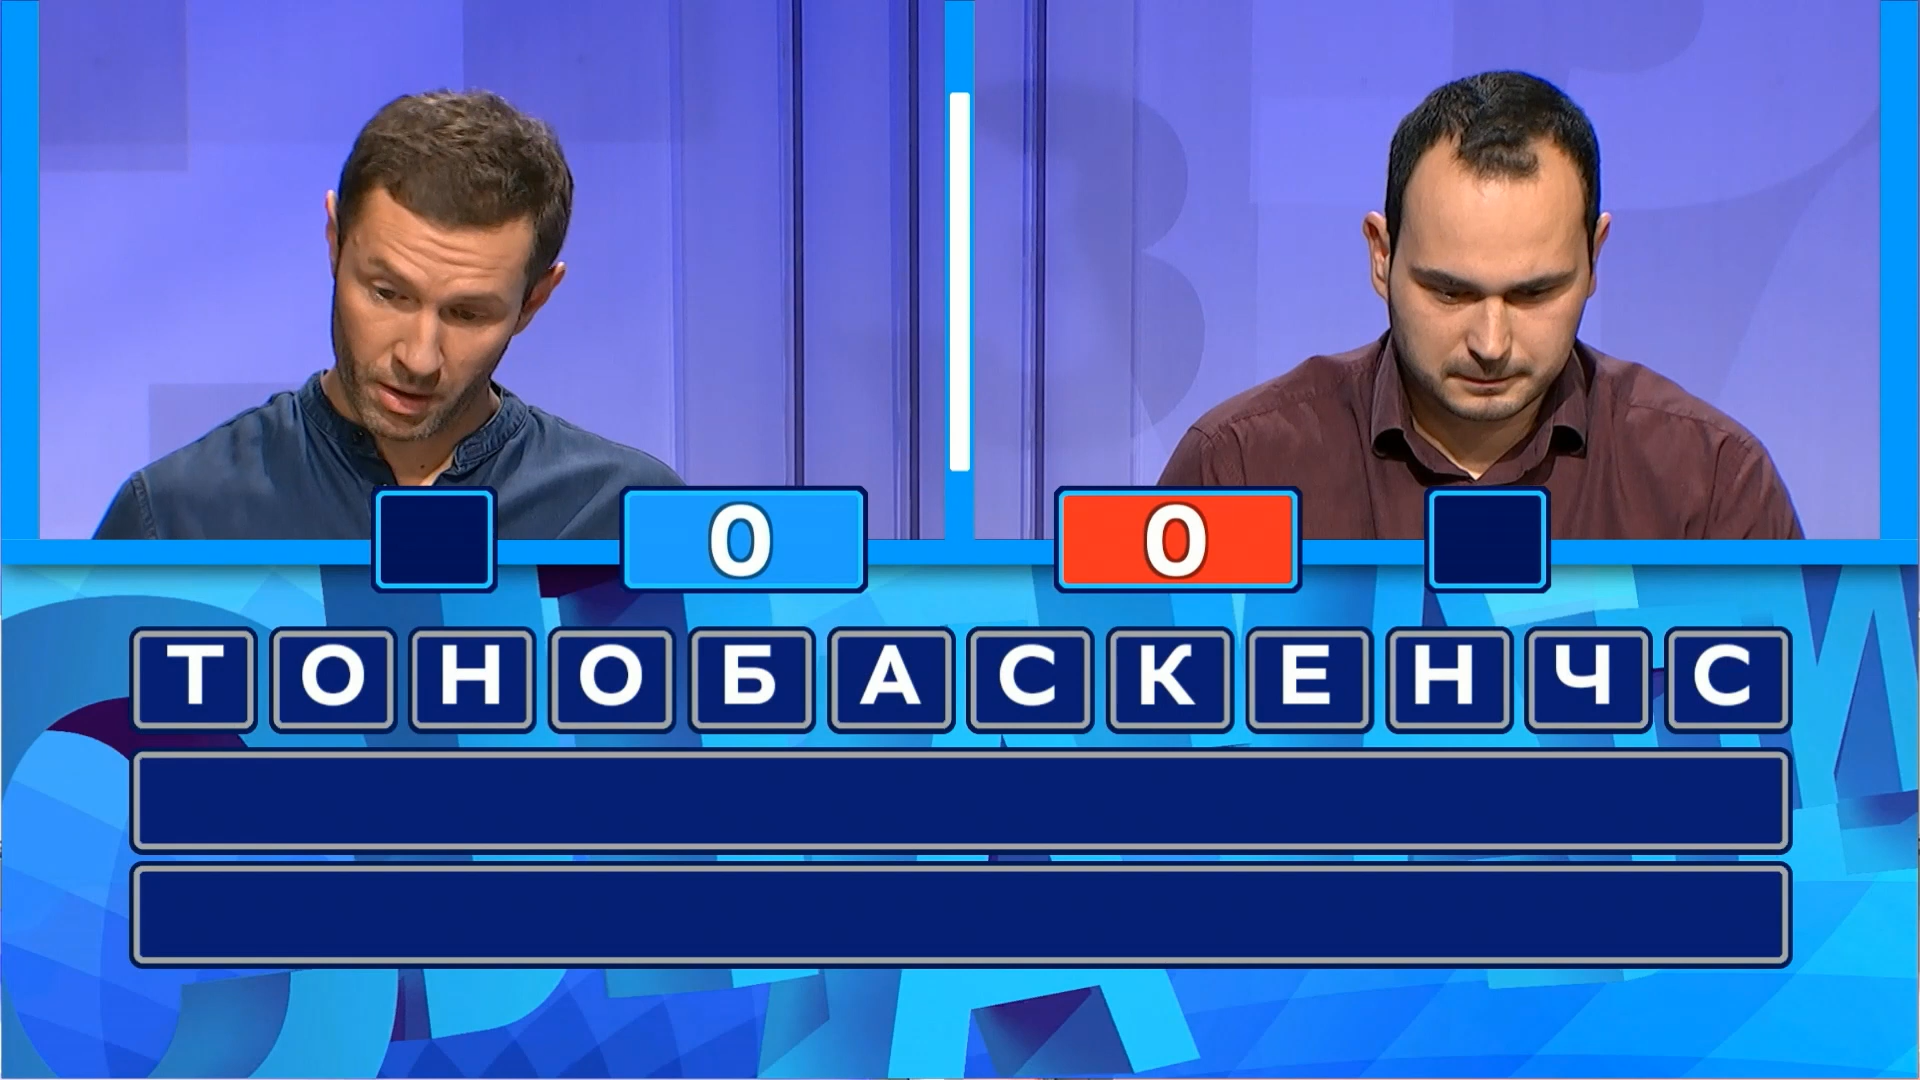 0 0
Т О Н О Б А С К Е Н Ч С